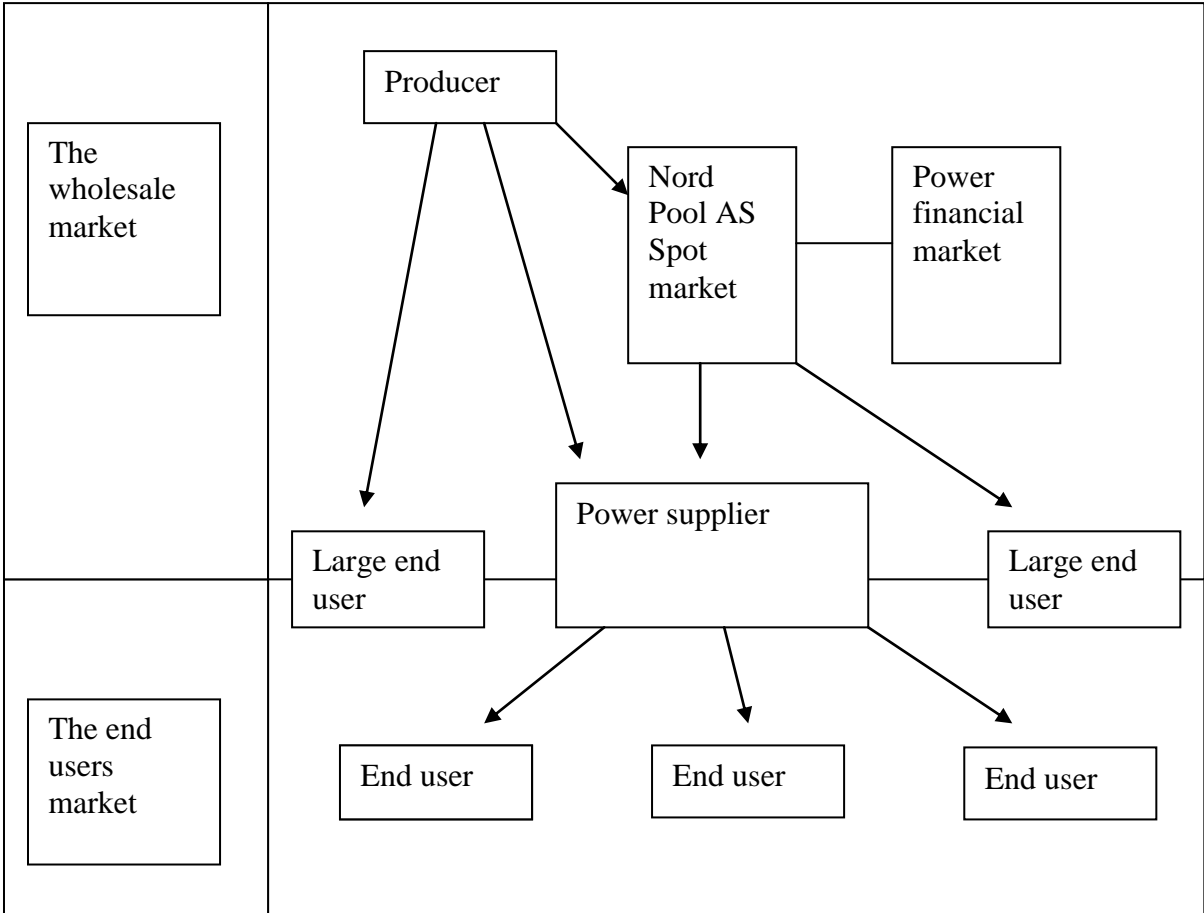 Producer
The
wholesale
market
Nord
Pool AS
Spot
market
Power
financial
market
Power supplier
Large end
user
Large end
user
The end
users
market
End user
End user
End user